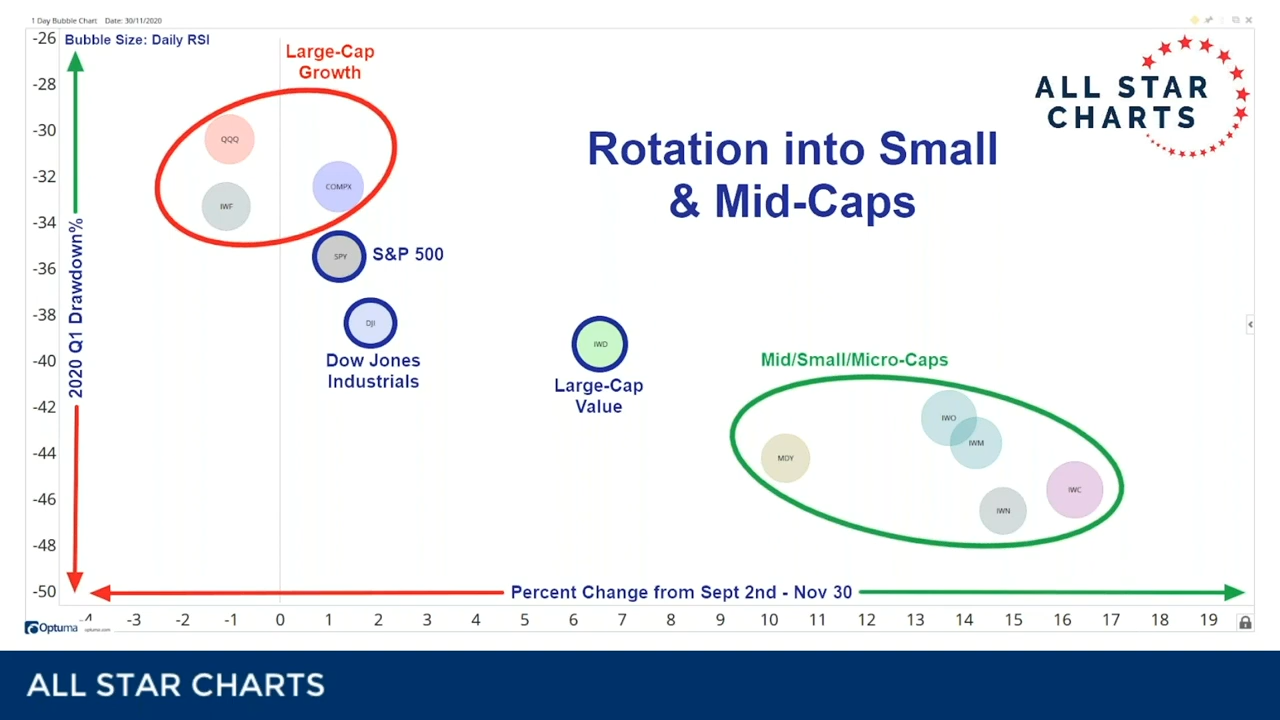 1 Day Bubble Chart Date: 30/11/2020
Bubble Size: Daily RSI
-26
-28
-30
-32
-34
-36
-38
-40
-42
-44
-46
-48
-50
2020 Q1 Drawdown%
Large-Cap
Growth
QQQ
COMPX
IWF
SPY
S&P 500
DJI
Dow Jones
Industrials
IWD
Large-Cap
Value
ALL STAR
CHARTS
Rotation into Small
& Mid-Caps
Mid/Small/Micro-Caps
IWO
IWM
MDY
IWC
IWN
Percent Change from Sept 2nd - Nov 30
-4 -3 -2 -1 0 1 2 3 4 5 6 7 8 9 10 11 12 13 14 15 16 17 18 19
Optuma optuma.com
ALL STAR CHARTS